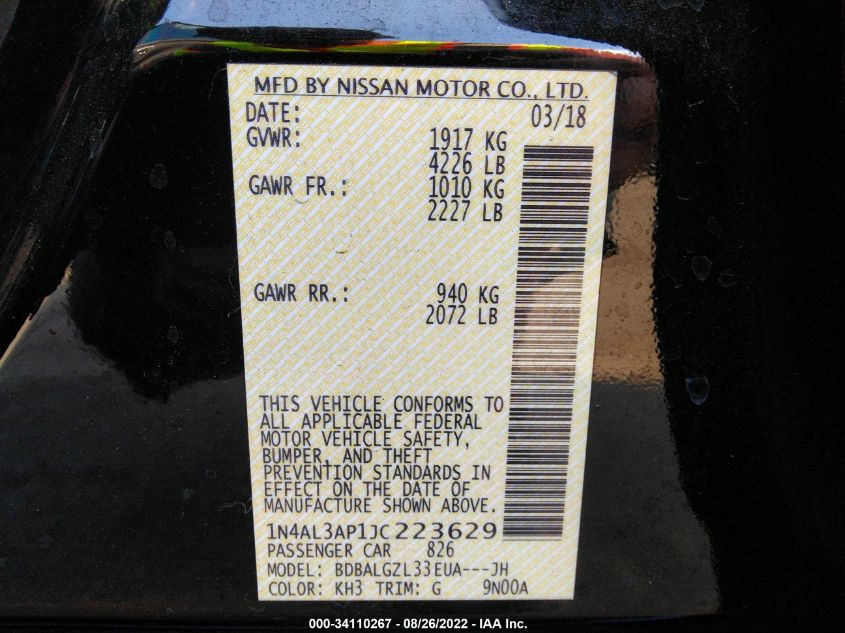 MFD BY NISSAN MOTOR CO., LTD.
DATE: 03/18
GVWR: 1917 KG
4226 LB
GAWR FR.: 1010 KG
2227 LB
GAWR RR.: 940 KG
2072 LB
THIS VEHICLE CONFORMS TO
ALL APPLICABLE FEDERAL
MOTOR VEHICLE SAFETY,
BUMPER, AND THEFT
PREVENTION STANDARDS IN
EFFECT ON THE DATE OF
MANUFACTURE SHOWN ABOVE.
1N4AL3AP1JC223629
PASSENGER CAR 826
MODEL: BDBALGZL33EUA---JH
COLOR: KH3 TRIM: G 9N00A
000-34110267 - 08/26/2022 - IAA Inc.